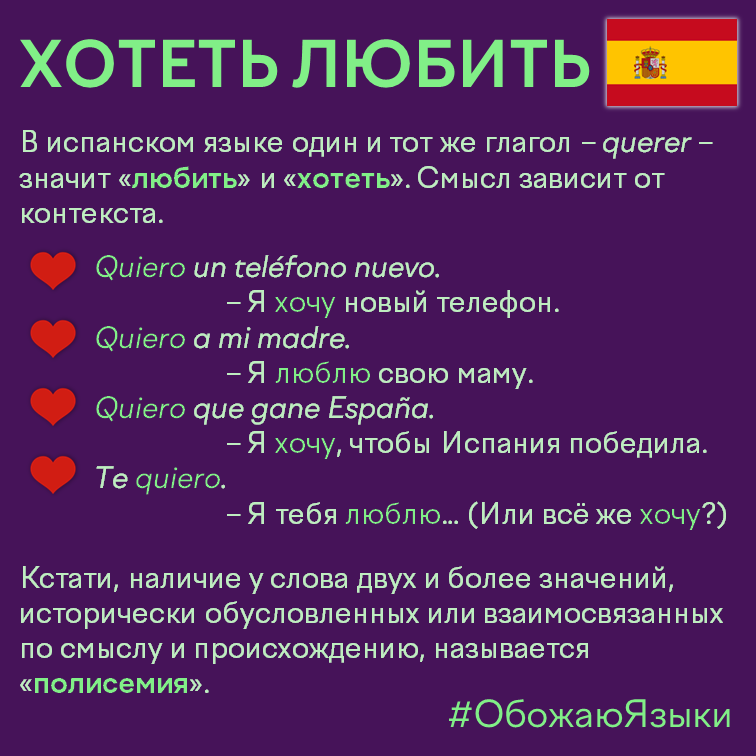 ХОТЕТЬ ЛЮБИТЬ
В испанском языке один и тот же глагол – querer –
значит «любить» и «хотеть». Смысл зависит от
контекста.
Quiero un teléfono nuevo.
– Я хочу новый телефон.
Quiero a mi madre.
– Я люблю свою маму.
Quiero que gane España.
– Я хочу, чтобы Испания победила.
Te quiero.
– Я тебя люблю... (Или всё же хочу?)
Кстати, наличие у слова двух и более значений,
исторически обусловленных или взаимосвязанных
по смыслу и происхождению, называется
«полисемия».
#ОбожаюЯзыки